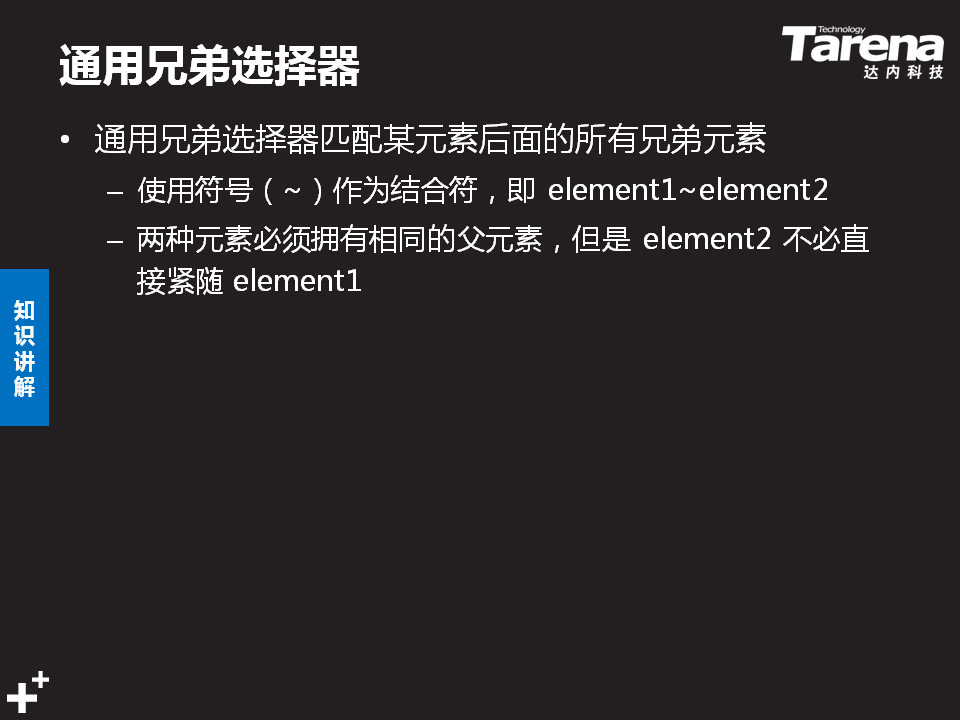 通用兄弟选择器
Technology
Tarena
达内科技
• 通用兄弟选择器匹配某元素后面的所有兄弟元素
– 使用符号（~）作为结合符，即 element1~element2
– 两种元素必须拥有相同的父元素，但是 element2 不必直
接紧随 element1
知
识
讲
解